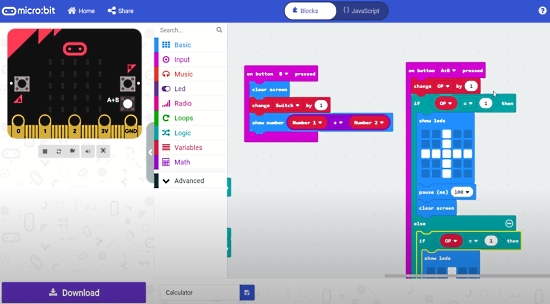 micro:bit Home Share Blocks JavaScript
Search...
Basic
Input
Music
Led
Radio
Loops
Logic
Variables
Math
Advanced
A+B
0 1 2 3V GND
on button B pressed
clear screen
change Switch by 1
show number Number 1 + Number 2
on button A+B pressed
change OP by 1
if OP = 1 then
show leds
pause (ms) 100
clear screen
else
if OP = 1 then
show leds
Download
Calculator